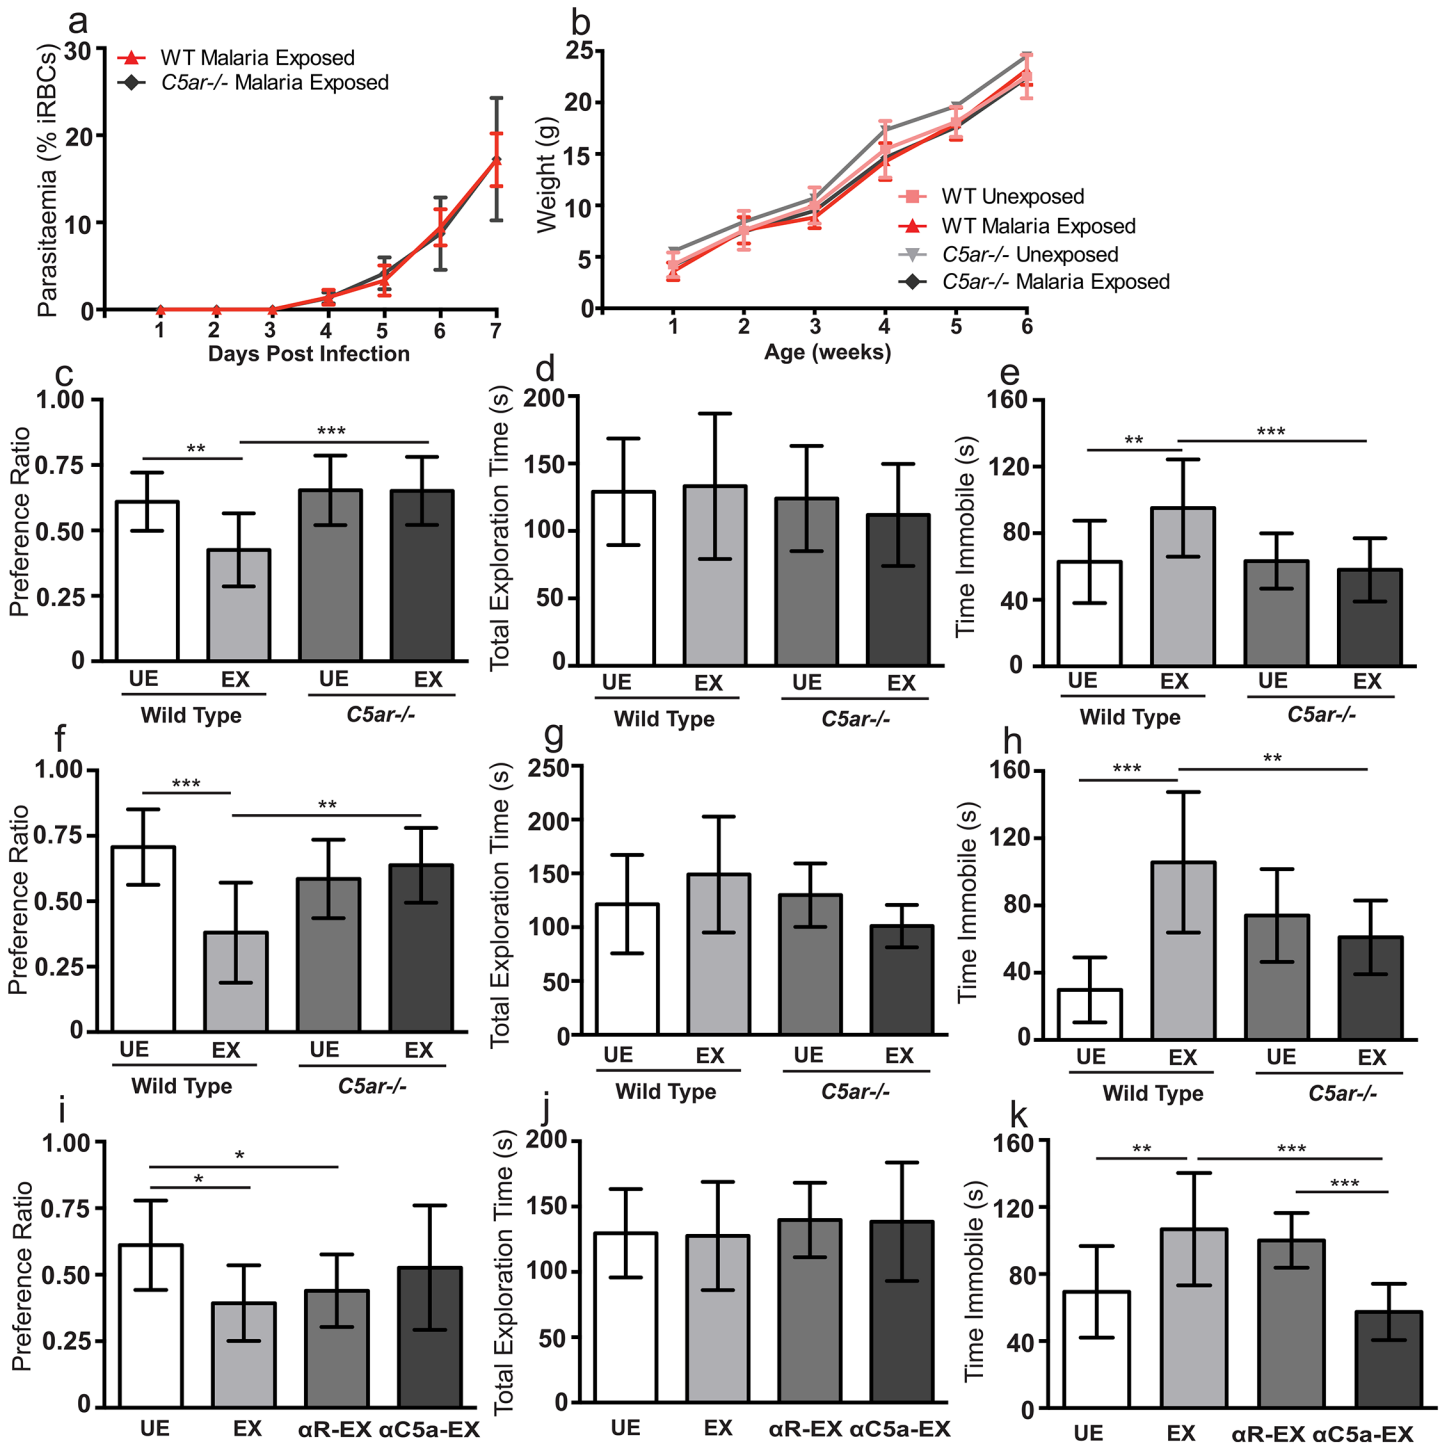 a
30
20
10
0
Parasitaemia (% iRBCs)
WT Malaria Exposed
C5ar-/- Malaria Exposed
1 2 3 4 5 6 7
Days Post Infection
b
25
20
15
10
5
0
Weight (g)
WT Unexposed
WT Malaria Exposed
C5ar-/- Unexposed
C5ar-/- Malaria Exposed
1 2 3 4 5 6
Age (weeks)
c
1.00
0.75
0.50
0.25
0
Preference Ratio
** ***
UE EX UE EX
Wild Type C5ar-/-
d
200
150
100
50
0
Total Exploration Time (s)
UE EX UE EX
Wild Type C5ar-/-
e
160
120
80
40
0
Time Immobile (s)
** ***
UE EX UE EX
Wild Type C5ar-/-
f
1.00
0.75
0.50
0.25
0
Preference Ratio
*** **
UE EX UE EX
Wild Type C5ar-/-
g
250
200
150
100
50
0
Total Exploration Time (s)
UE EX UE EX
Wild Type C5ar-/-
h
160
120
80
40
0
Time Immobile (s)
*** **
UE EX UE EX
Wild Type C5ar-/-
i
1.00
0.75
0.50
0.25
0
Preference Ratio
*
*
UE EX αR-EX αC5a-EX
j
200
150
100
50
0
Total Exploration Time (s)
UE EX αR-EX αC5a-EX
k
160
120
80
40
0
Time Immobile (s)
** ***
***
UE EX αR-EX αC5a-EX